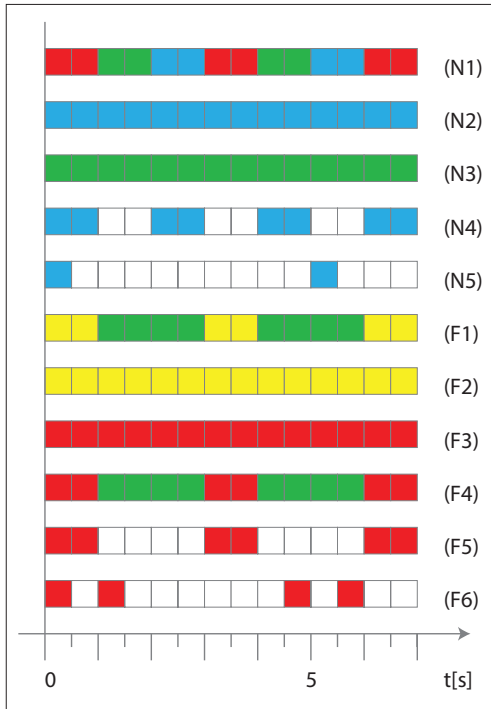 (N1)
(N2)
(N3)
(N4)
(N5)
(F1)
(F2)
(F3)
(F4)
(F5)
(F6)
0 5 t[s]